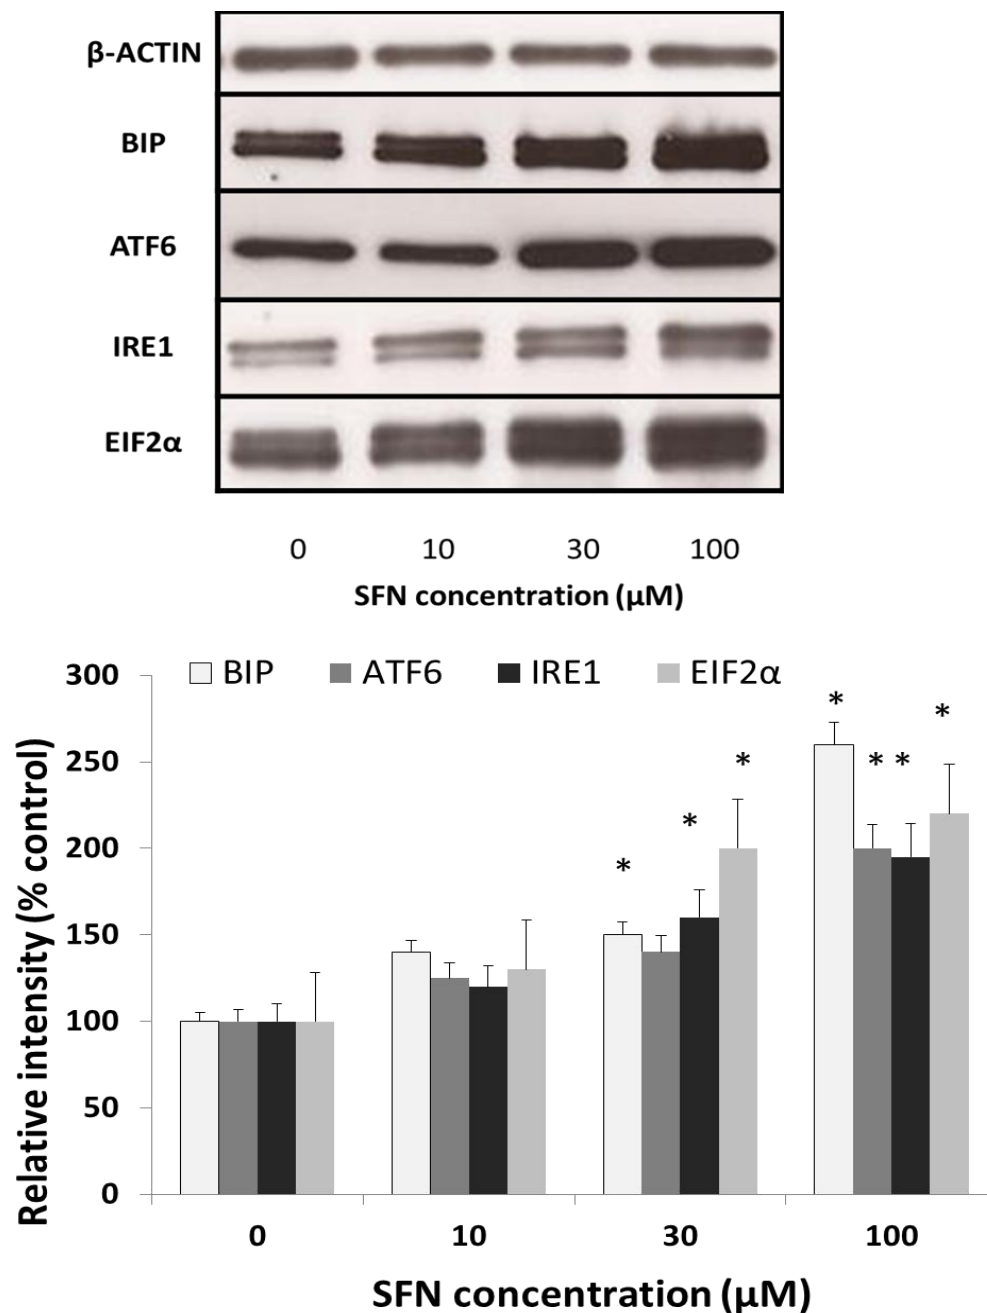 β-ACTIN
BIP
ATF6
IRE1
EIF2α
0 10 30 100
SFN concentration (µM)
BIP ATF6 IRE1 EIF2α
Relative intensity (% control)
300
250
200
150
100
50
0
* * * * * * *
0 10 30 100
SFN concentration (µM)